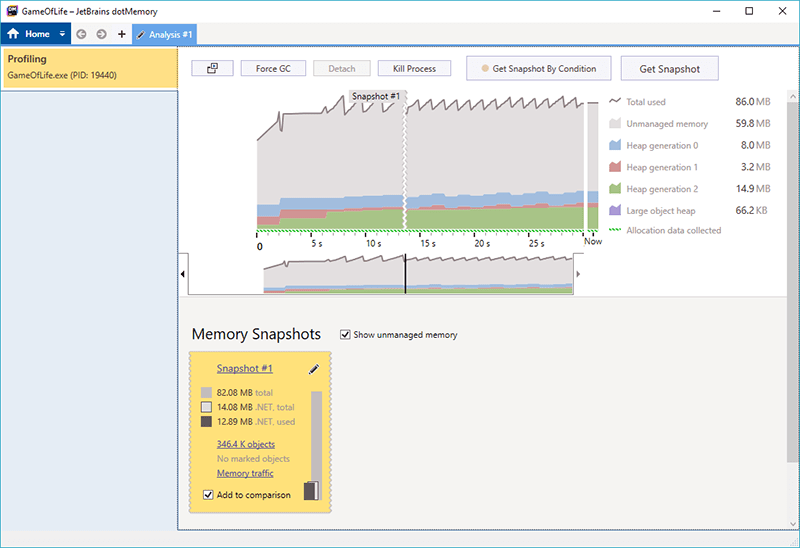 GameOfLife – JetBrains dotMemory
Home
Analysis #1
Profiling
GameOfLife.exe (PID: 19440)
Force GC
Detach
Kill Process
Get Snapshot By Condition
Get Snapshot
Snapshot #1
Total used 86.0 MB
Unmanaged memory 59.8 MB
Heap generation 0 8.0 MB
Heap generation 1 3.2 MB
Heap generation 2 14.9 MB
Large object heap 66.2 KB
Allocation data collected
0 5 s 10 s 15 s 20 s 25 s Now
Memory Snapshots
Show unmanaged memory
Snapshot #1
82.08 MB total
14.08 MB .NET, total
12.89 MB .NET, used
346.4 K objects
No marked objects
Memory traffic
Add to comparison